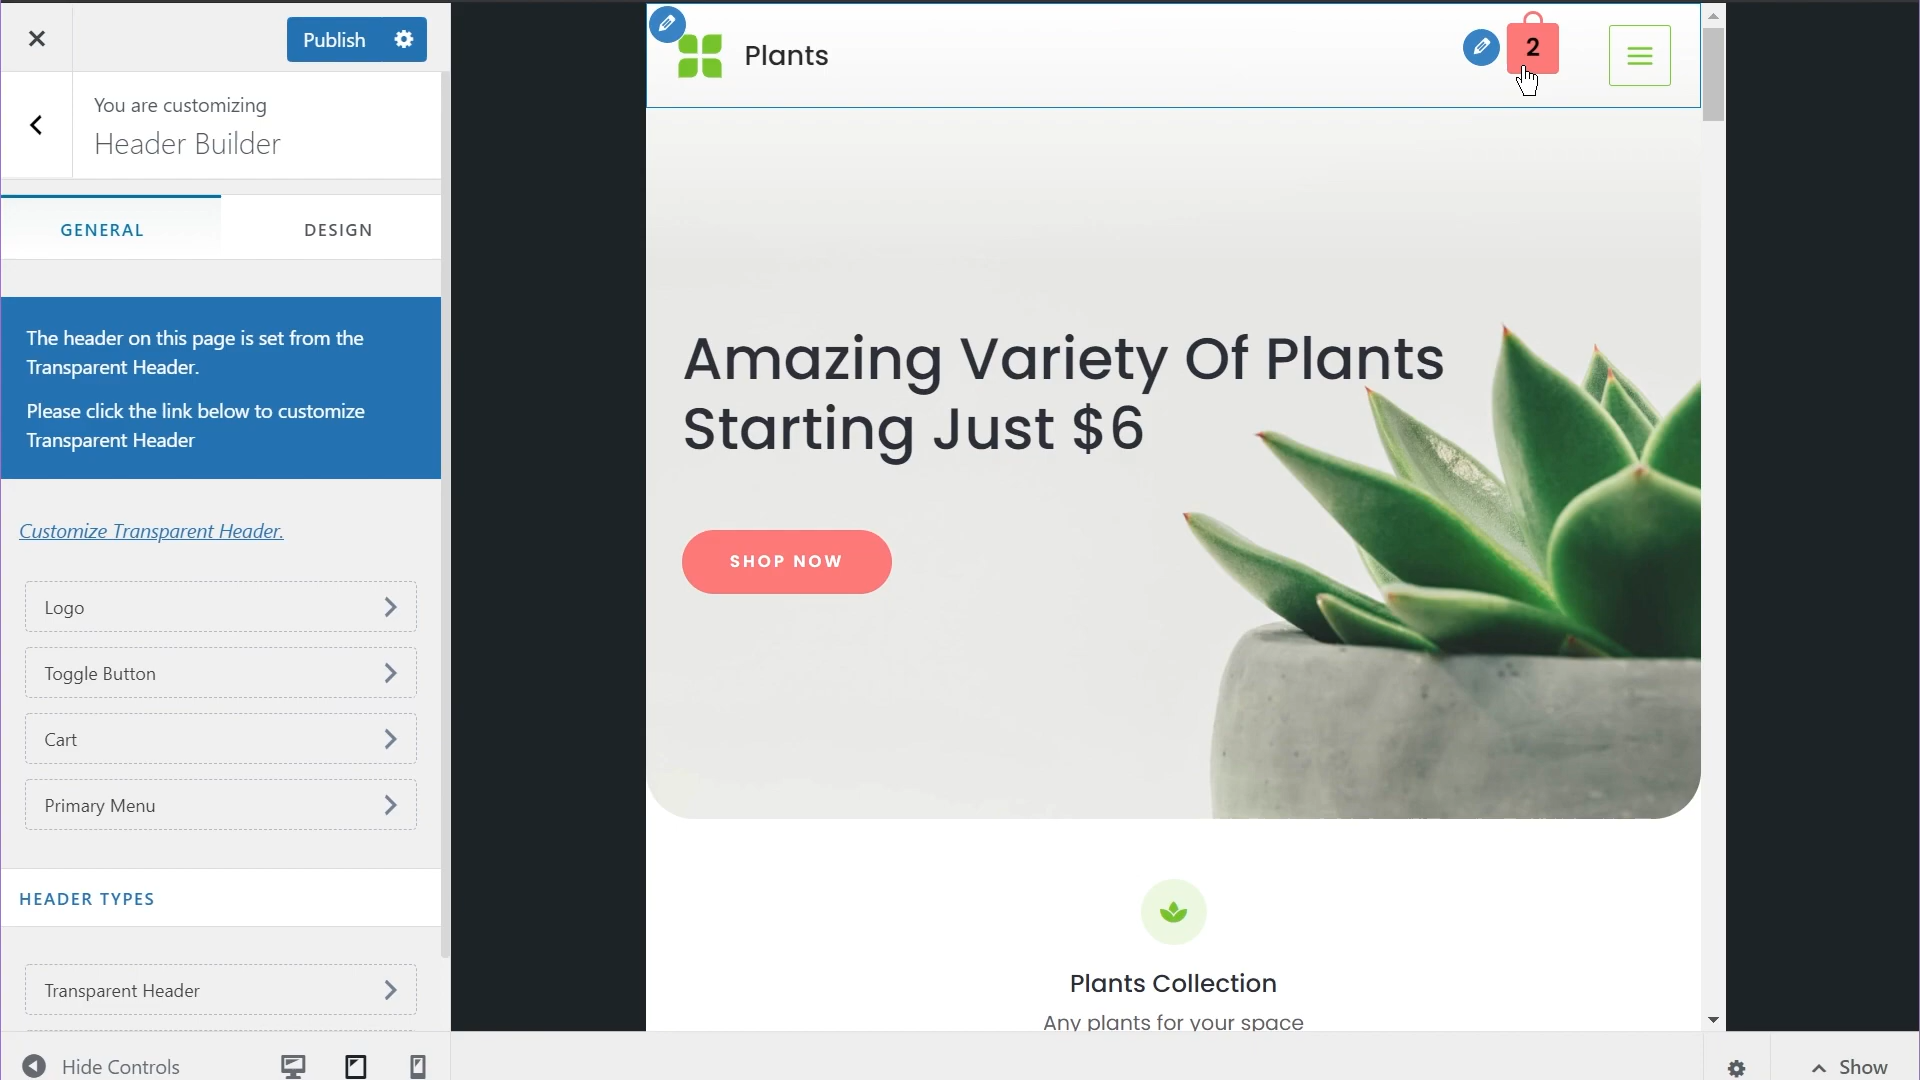 Publish
You are customizing
Header Builder
GENERAL
DESIGN
The header on this page is set from the
Transparent Header.
Please click the link below to customize
Transparent Header
Customize Transparent Header.
Logo
Toggle Button
Cart
Primary Menu
HEADER TYPES
Transparent Header
Hide Controls
Plants
2
Amazing Variety Of Plants
Starting Just $6
SHOP NOW
Plants Collection
Any plants for your space
Show